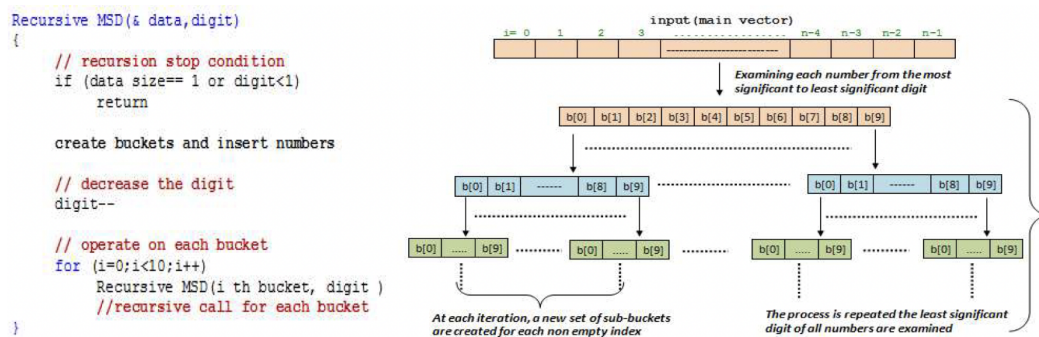 Recursive MSD(& data,digit)
{
// recursion stop condition
if (data size== 1 or digit<1)
return
create buckets and insert numbers
// decrease the digit
digit--
// operate on each bucket
for (i=0;i<10;i++)
Recursive MSD(i th bucket, digit )
//recursive call for each bucket
}
input(main vector)
i= 0 1 2 3 ................. n-4 n-3 n-2 n-1
Examining each number from the most
significant to least significant digit
b[0] b[1] b[2] b[3] b[4] b[5] b[6] b[7] b[8] b[9]
b[0] b[1] ------ b[8] b[9] b[0] b[1] ------ b[8] b[9]
b[0] ..... b[9] b[0] ..... b[9] b[0] ..... b[9] b[0] ..... b[9]
At each iteration, a new set of sub-buckets
are created for each non empty index
The process is repeated the least significant
digit of all numbers are examined